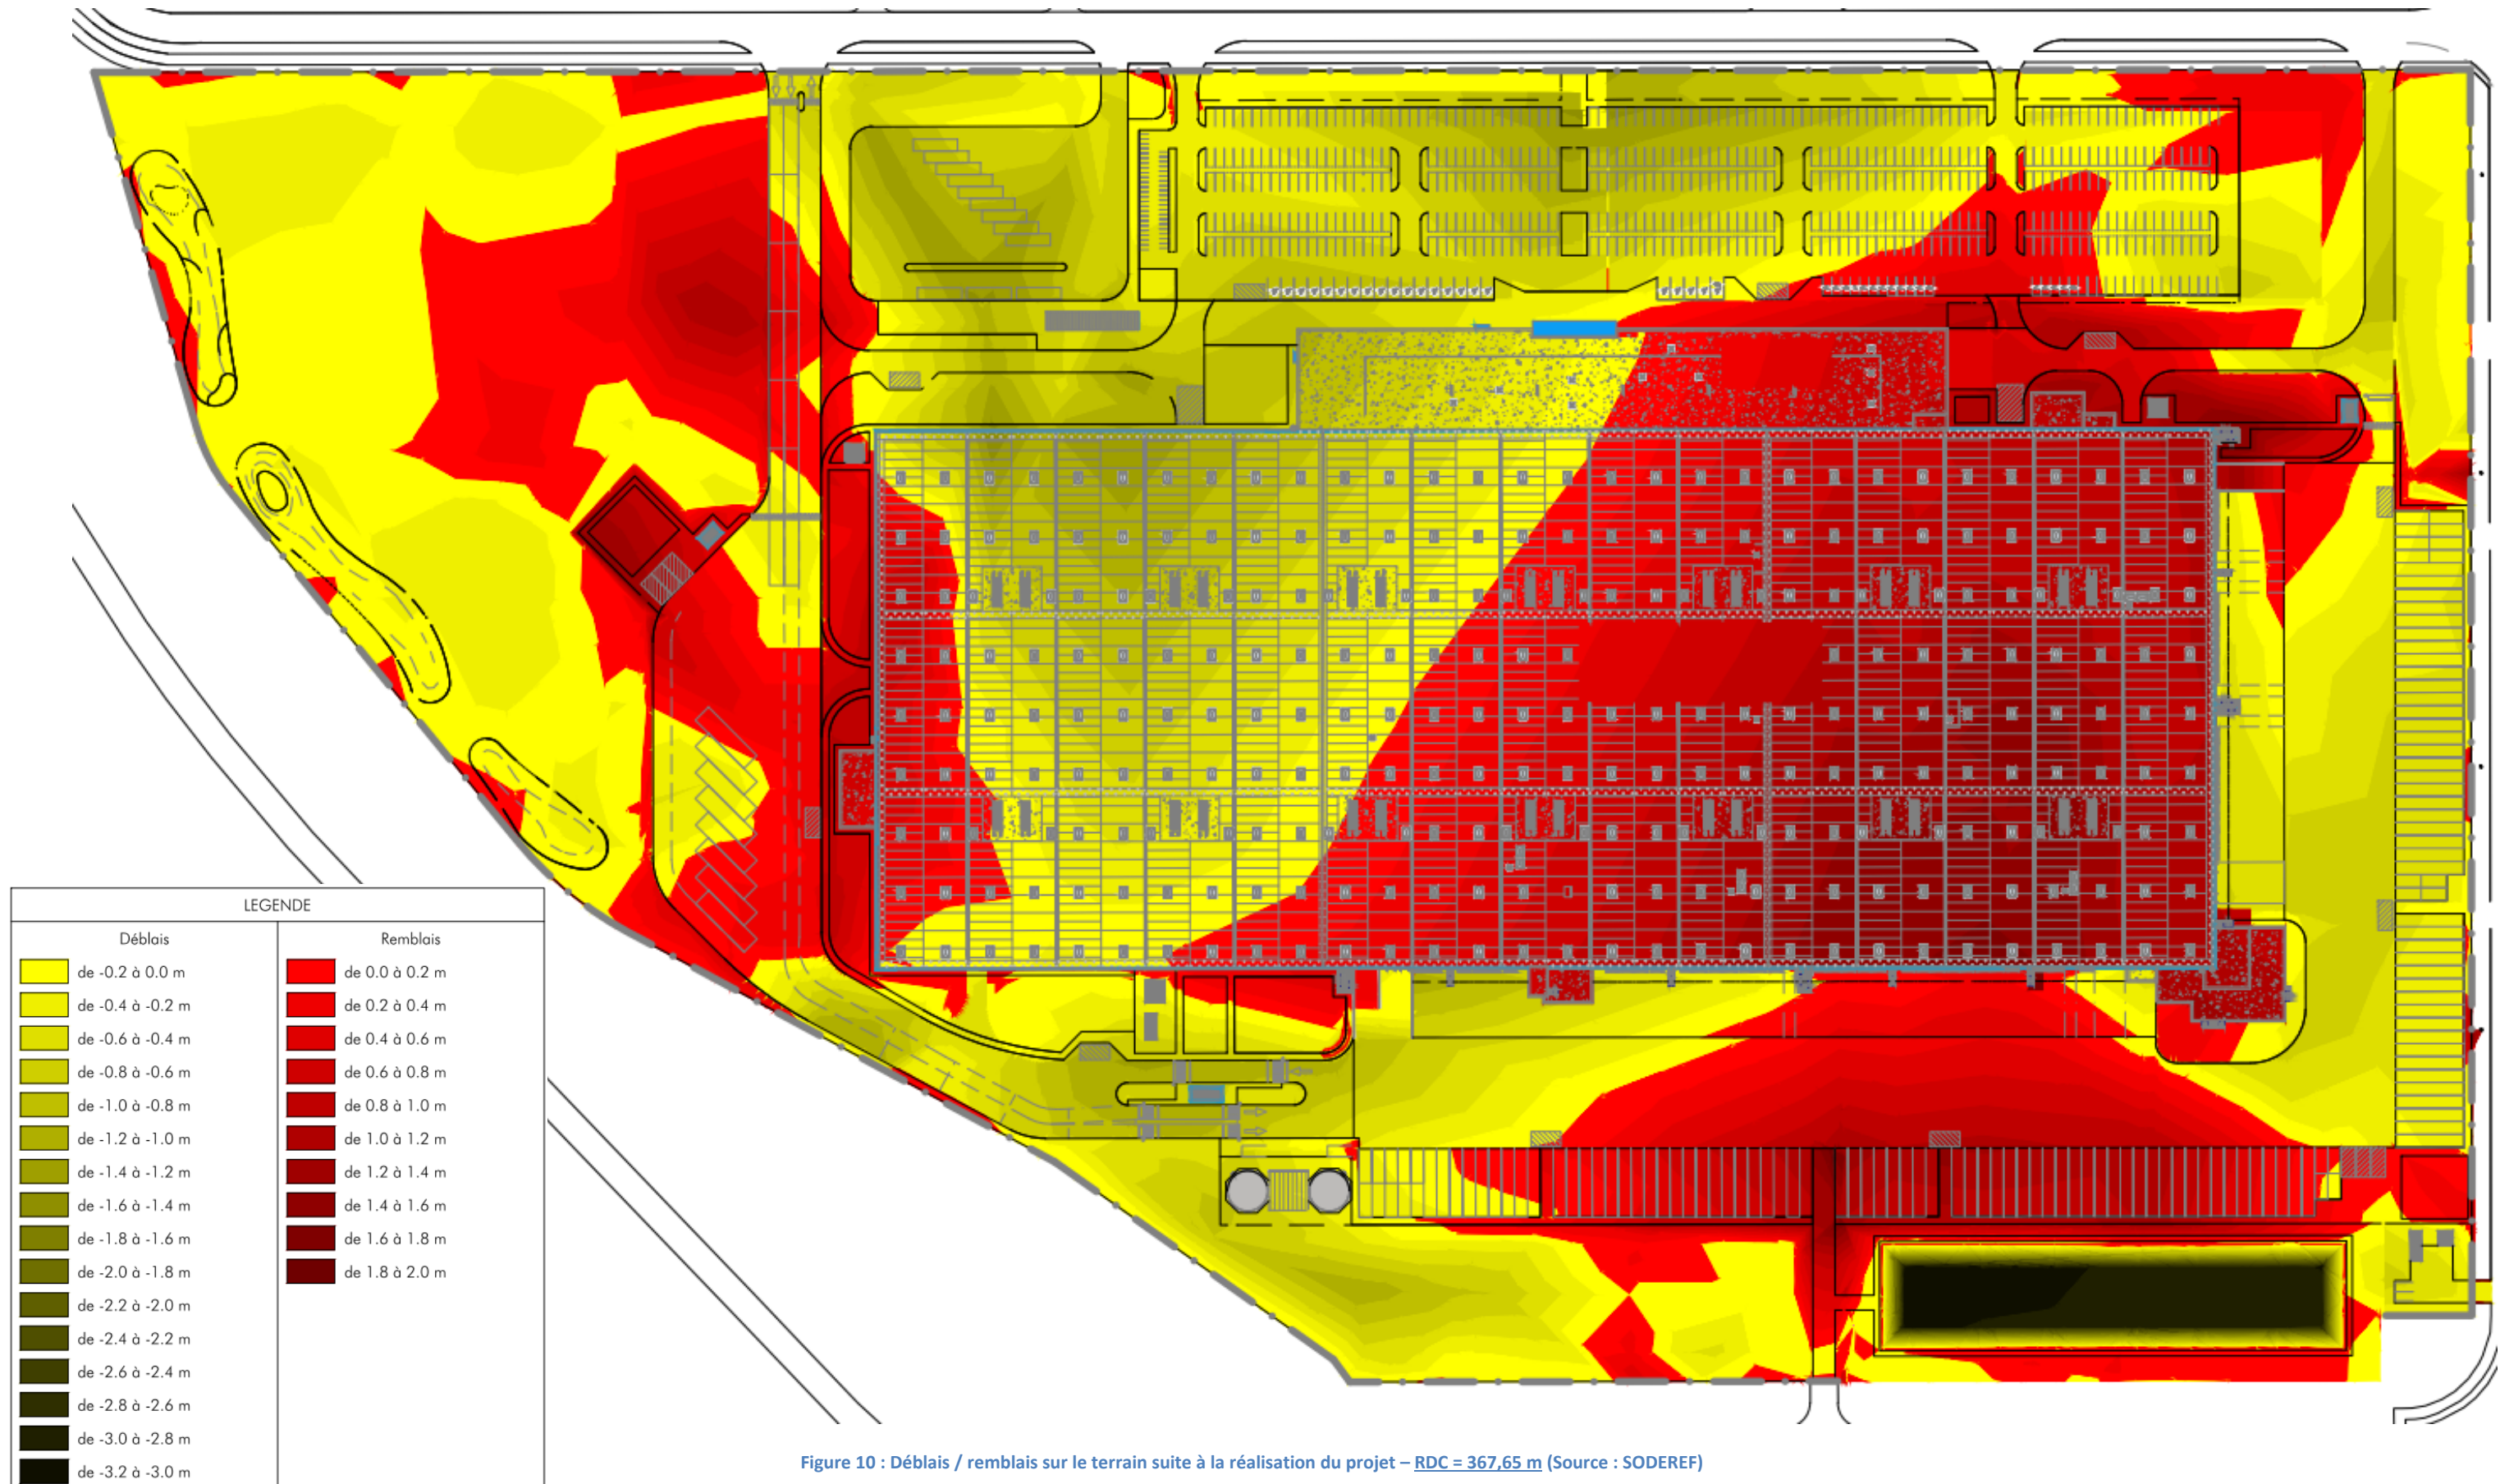 LEGENDE
Déblais
de -0.2 à 0.0 m
de -0.4 à -0.2 m
de -0.6 à -0.4 m
de -0.8 à -0.6 m
de -1.0 à -0.8 m
de -1.2 à -1.0 m
de -1.4 à -1.2 m
de -1.6 à -1.4 m
de -1.8 à -1.6 m
de -2.0 à -1.8 m
de -2.2 à -2.0 m
de -2.4 à -2.2 m
de -2.6 à -2.4 m
de -2.8 à -2.6 m
de -3.0 à -2.8 m
de -3.2 à -3.0 m
Remblais
de 0.0 à 0.2 m
de 0.2 à 0.4 m
de 0.4 à 0.6 m
de 0.6 à 0.8 m
de 0.8 à 1.0 m
de 1.0 à 1.2 m
de 1.2 à 1.4 m
de 1.4 à 1.6 m
de 1.6 à 1.8 m
de 1.8 à 2.0 m
Figure 10 : Déblais / remblais sur le terrain suite à la réalisation du projet – RDC = 367,65 m (Source : SODEREF)